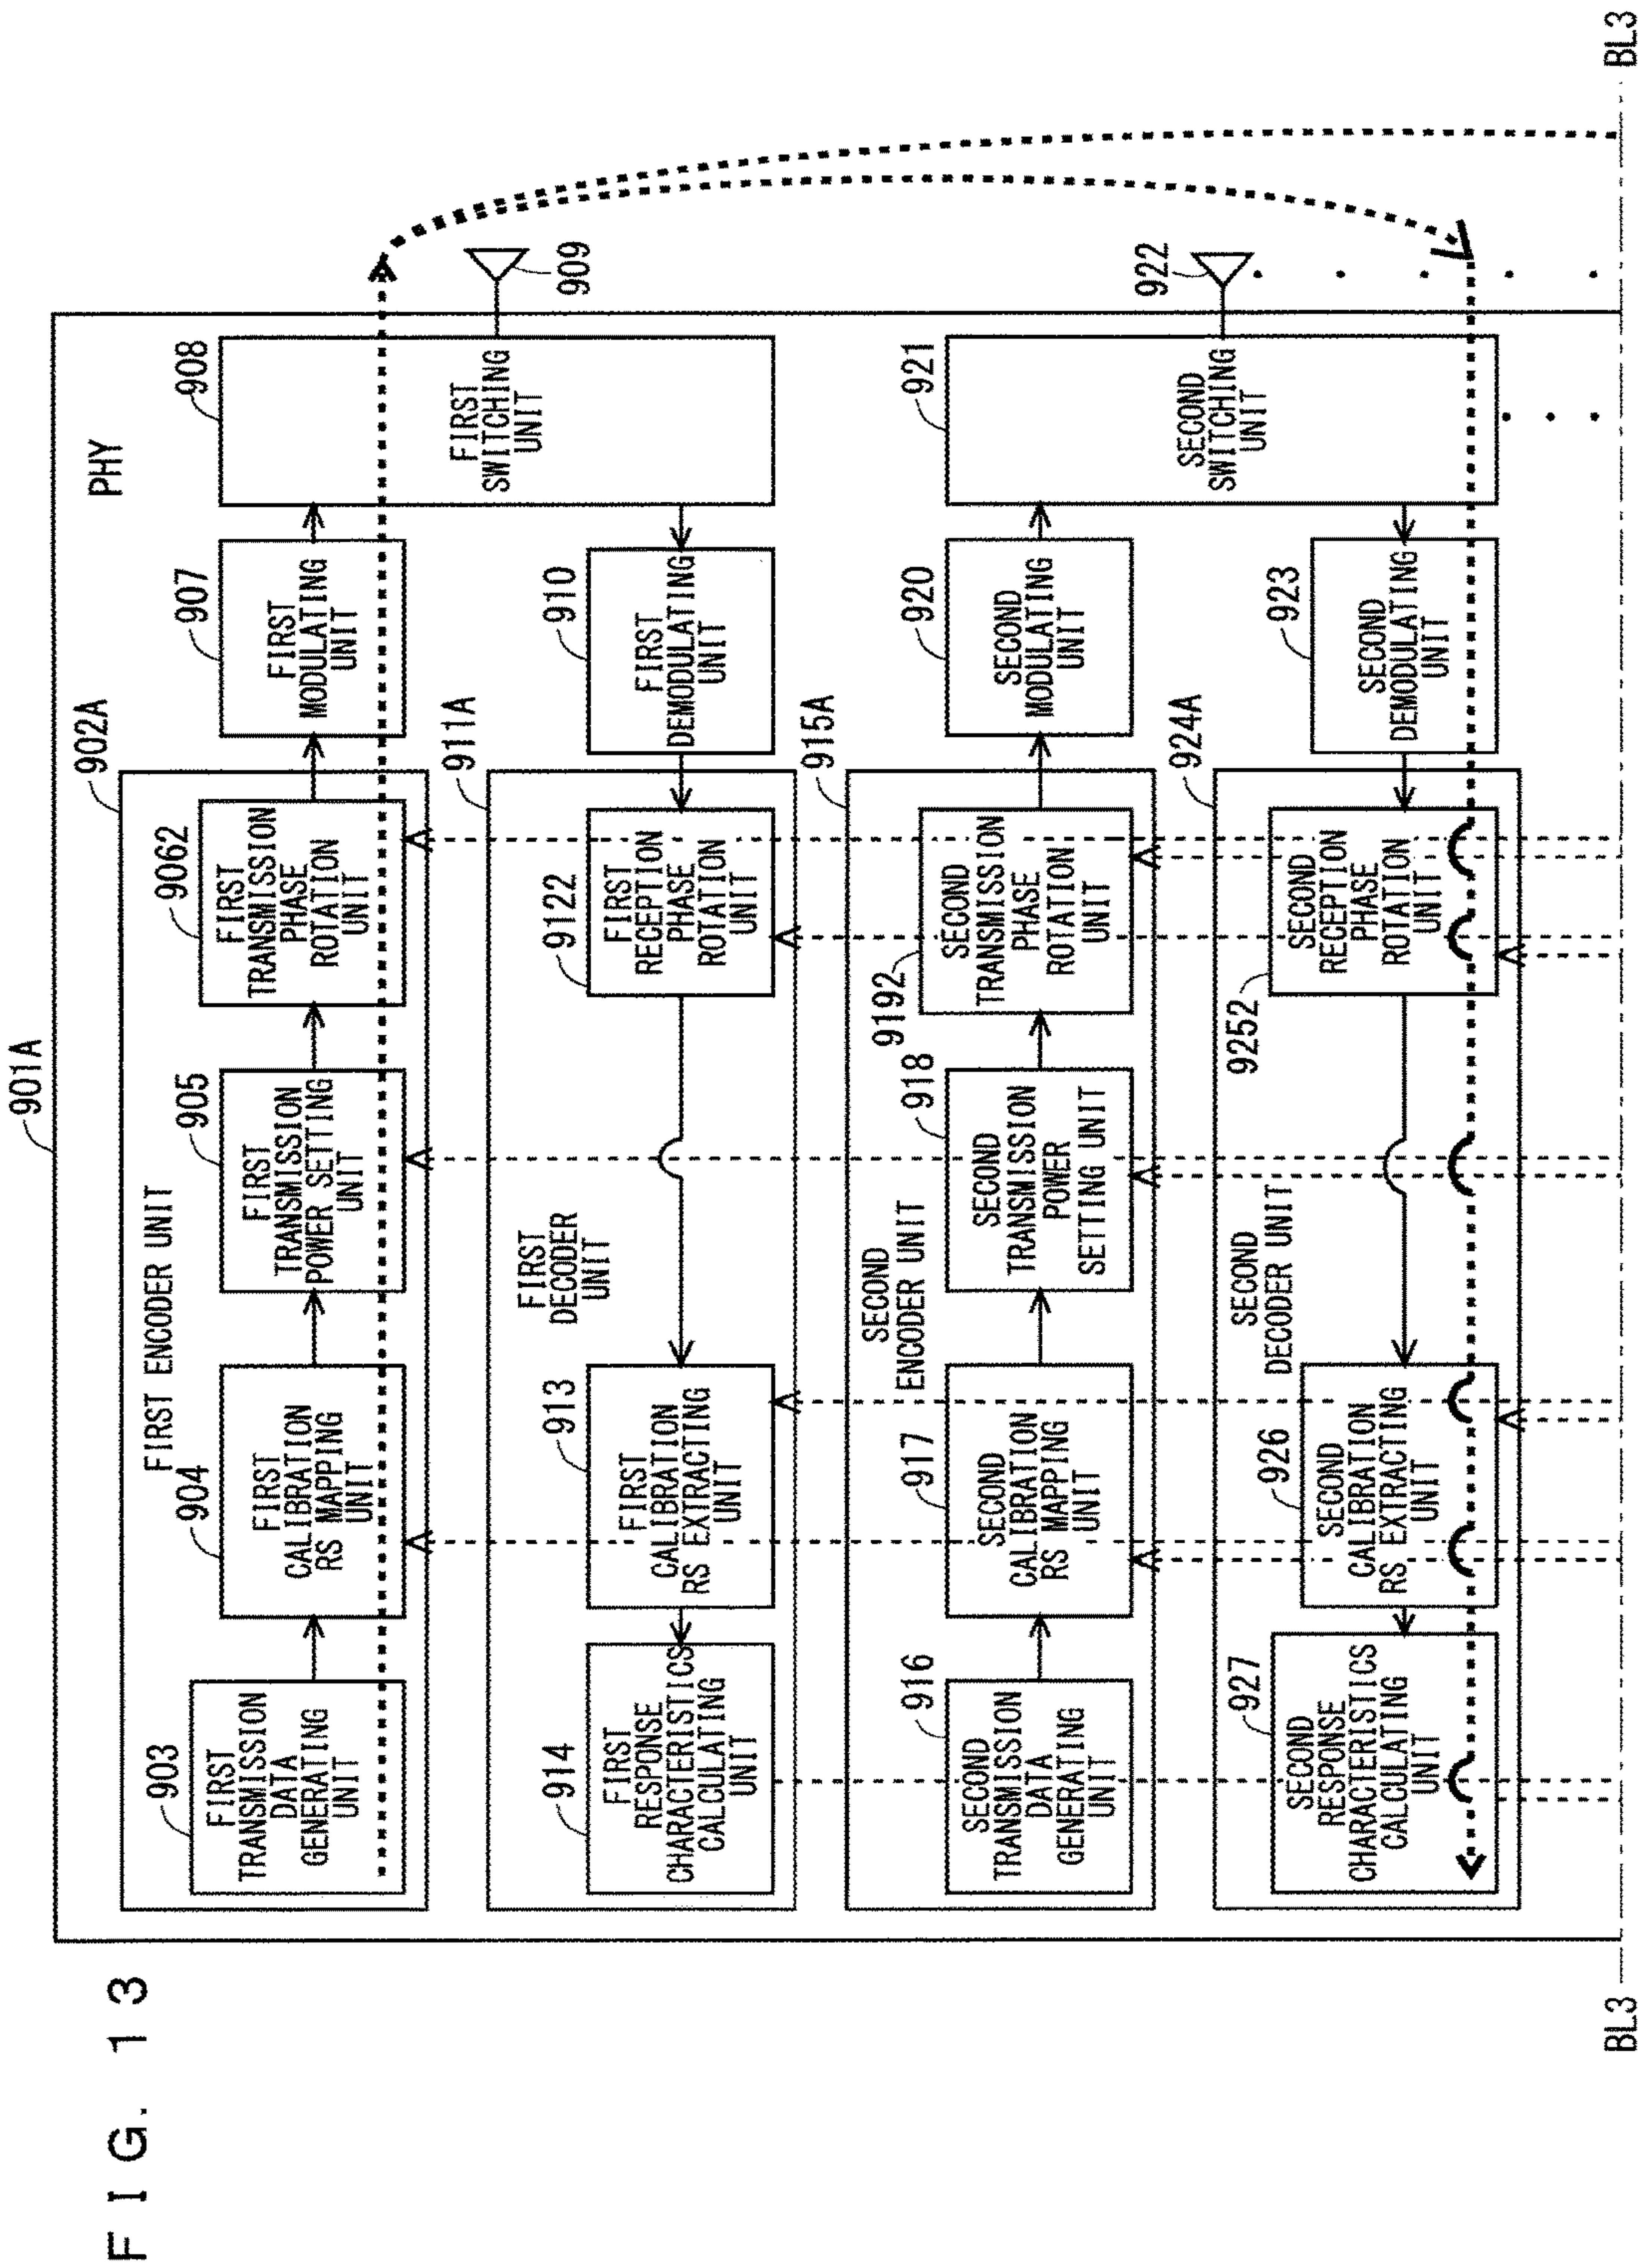 FIG. 13
901A
PHY
902A
FIRST ENCODER UNIT
903
FIRST
TRANSMISSION
DATA
GENERATING
UNIT
904
FIRST
CALIBRATION
RS MAPPING
UNIT
905
FIRST
TRANSMISSION
POWER SETTING
UNIT
9062
FIRST
TRANSMISSION
PHASE
ROTATION
UNIT
907
FIRST
MODULATING
UNIT
908
FIRST
SWITCHING
UNIT
909
911A
FIRST
DECODER
UNIT
914
FIRST
RESPONSE
CHARACTERISTICS
CALCULATING
UNIT
913
FIRST
CALIBRATION
RS EXTRACTING
UNIT
9122
FIRST
RECEPTION
PHASE
ROTATION
UNIT
910
FIRST
DEMODULATING
UNIT
915A
SECOND
ENCODER UNIT
916
SECOND
TRANSMISSION
DATA
GENERATING
UNIT
917
SECOND
CALIBRATION
RS MAPPING
UNIT
918
SECOND
TRANSMISSION
POWER
SETTING UNIT
9192
SECOND
TRANSMISSION
PHASE
ROTATION
UNIT
920
SECOND
MODULATING
UNIT
921
SECOND
SWITCHING
UNIT
922
924A
SECOND
DECODER UNIT
927
SECOND
RESPONSE
CHARACTERISTICS
CALCULATING
UNIT
926
SECOND
CALIBRATION
RS EXTRACTING
UNIT
9252
SECOND
RECEPTION
PHASE
ROTATION
UNIT
923
SECOND
DEMODULATING
UNIT
BL3
BL3